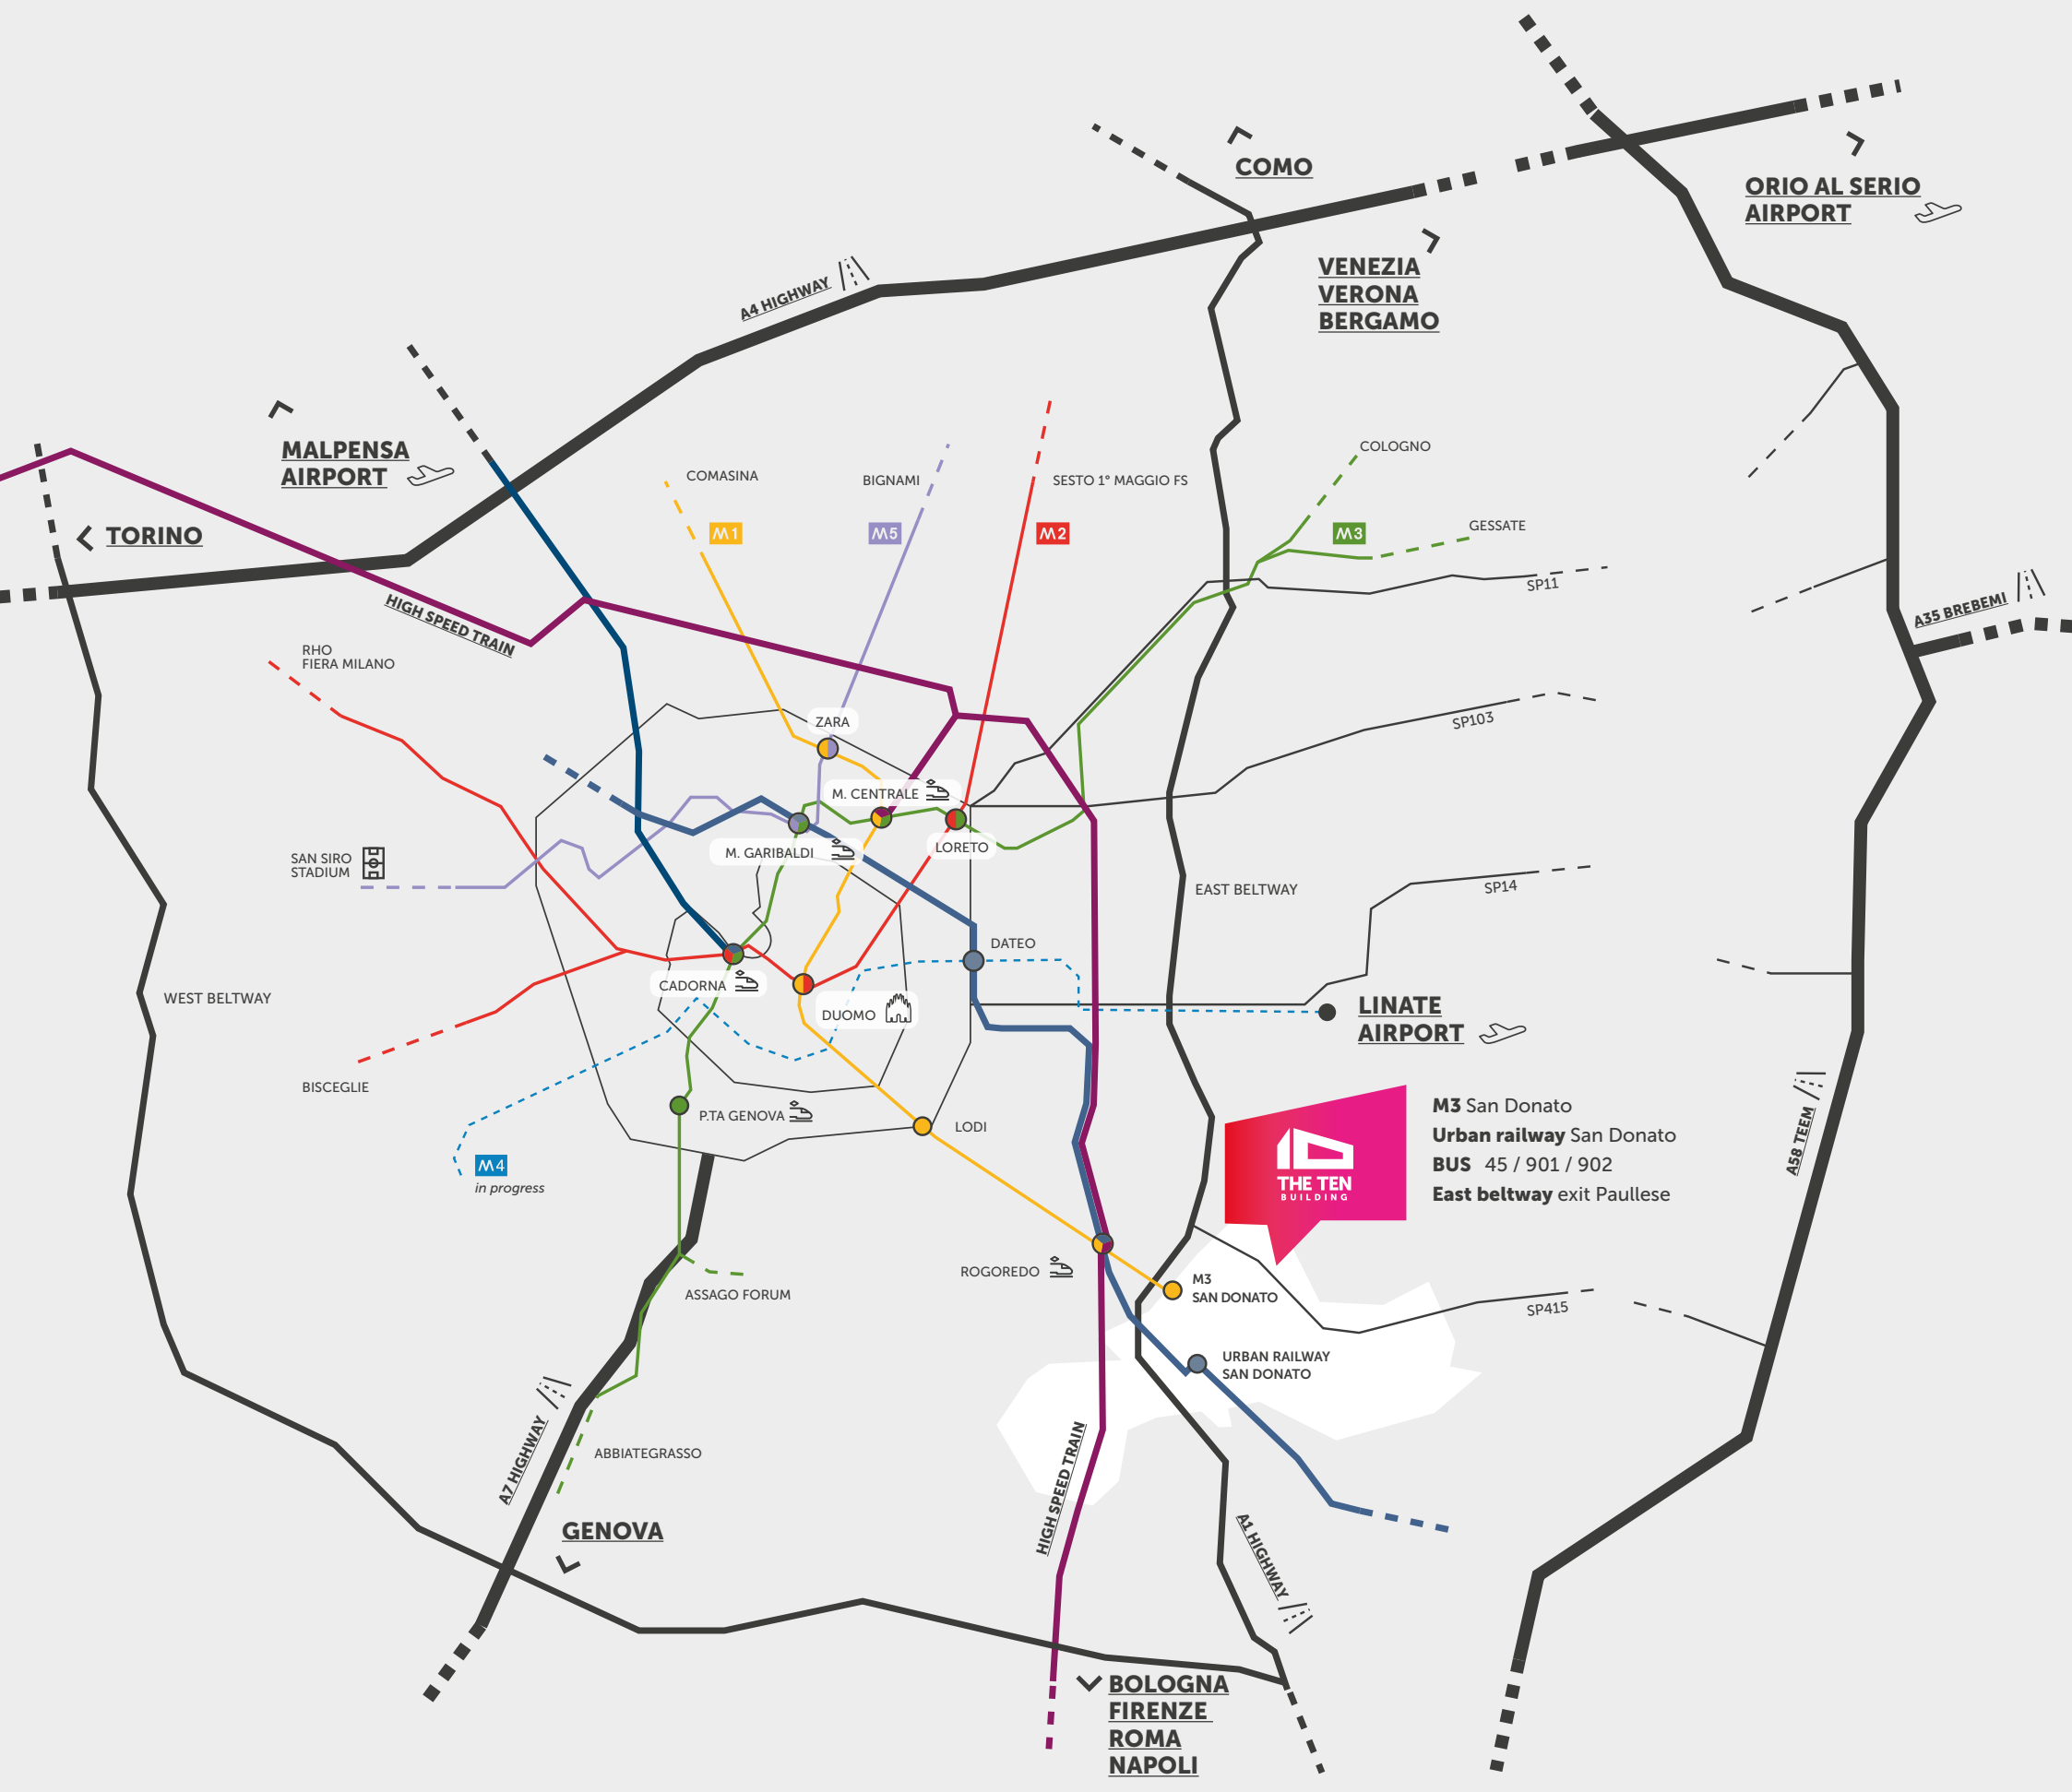 COMO
ORIO AL SERIO
AIRPORT
VENEZIA
VERONA
BERGAMO
A4 HIGHWAY
MALPENSA
AIRPORT
TORINO
COMASINA
BIGNAMI
SESTO 1° MAGGIO FS
COLOGNO
GESSATE
M1
M5
M2
M3
SP11
A35 BREBEMI
HIGH SPEED TRAIN
RHO
FIERA MILANO
ZARA
SP103
M. CENTRALE
M. GARIBALDI
LORETO
SAN SIRO
STADIUM
EAST BELTWAY
SP14
DATEO
CADORNA
WEST BELTWAY
DUOMO
LINATE
AIRPORT
BISCEGLIE
P.TA GENOVA
LODI
M4
in progress
THE TEN
BUILDING
M3 San Donato
Urban railway San Donato
BUS 45 / 901 / 902
East beltway exit Paullese
A58 TEEM
ROGOREDO
M3
SAN DONATO
ASSAGO FORUM
SP415
URBAN RAILWAY
SAN DONATO
A7 HIGHWAY
ABBIATEGRASSO
HIGH SPEED TRAIN
GENOVA
A1 HIGHWAY
BOLOGNA
FIRENZE
ROMA
NAPOLI